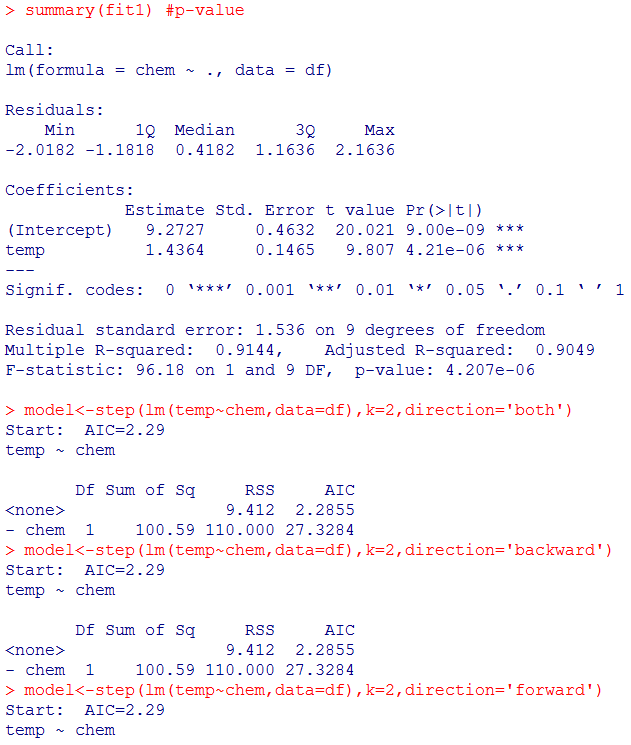 > summary(fit1) #p-value
Call:
lm(formula = chem ~ ., data = df)
Residuals:
    Min      1Q  Median      3Q     Max
-2.0182 -1.1818  0.4182  1.1636  2.1636
Coefficients:
            Estimate Std. Error t value Pr(>|t|)
(Intercept)   9.2727     0.4632  20.021 9.00e-09 ***
temp          1.4364     0.1465   9.807 4.21e-06 ***
---
Signif. codes:  0 ‘***’ 0.001 ‘**’ 0.01 ‘*’ 0.05 ‘.’ 0.1 ‘ ’ 1
Residual standard error: 1.536 on 9 degrees of freedom
Multiple R-squared:  0.9144,    Adjusted R-squared:  0.9049
F-statistic: 96.18 on 1 and 9 DF,  p-value: 4.207e-06
> model<-step(lm(temp~chem,data=df),k=2,direction='both')
Start:  AIC=2.29
temp ~ chem
       Df Sum of Sq     RSS     AIC
<none>                9.412  2.2855
- chem  1    100.59 110.000 27.3284
> model<-step(lm(temp~chem,data=df),k=2,direction='backward')
Start:  AIC=2.29
temp ~ chem
       Df Sum of Sq     RSS     AIC
<none>                9.412  2.2855
- chem  1    100.59 110.000 27.3284
> model<-step(lm(temp~chem,data=df),k=2,direction='forward')
Start:  AIC=2.29
temp ~ chem